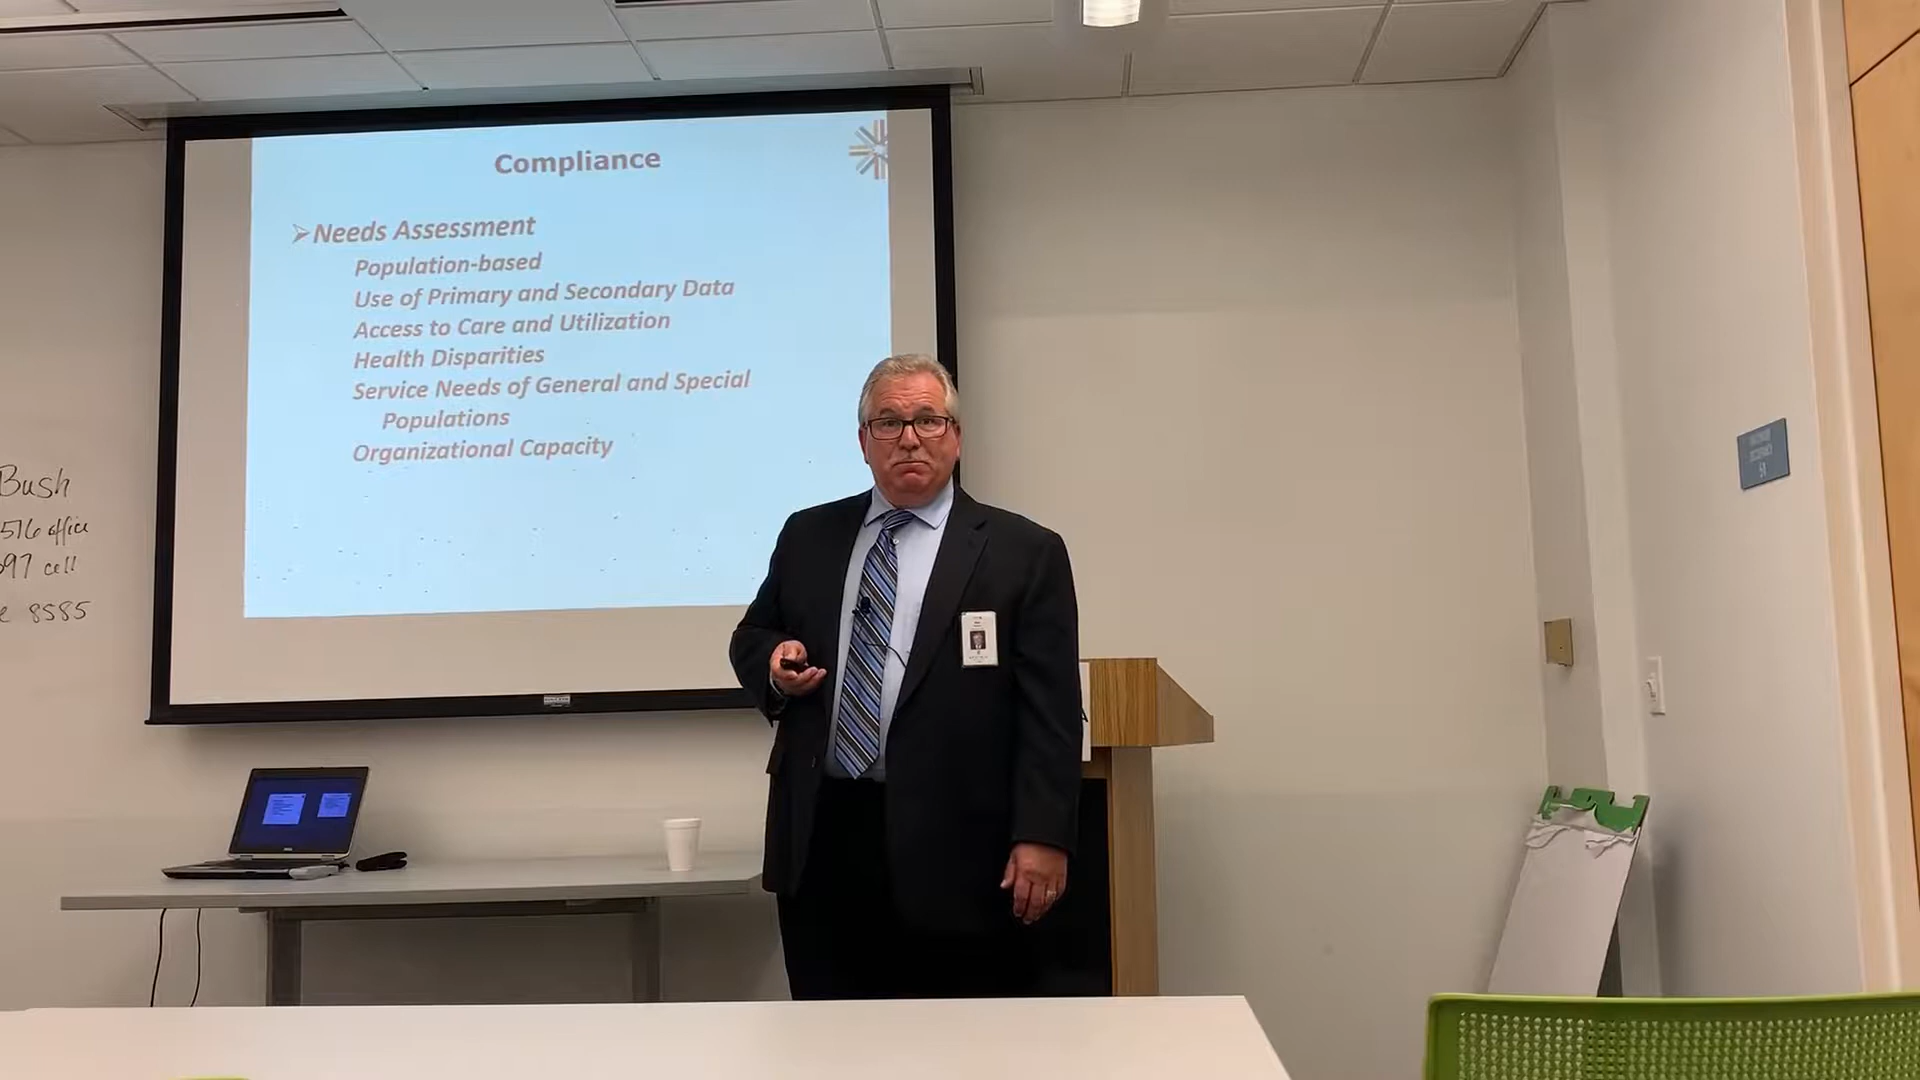 Compliance
➢Needs Assessment
Population-based
Use of Primary and Secondary Data
Access to Care and Utilization
Health Disparities
Service Needs of General and Special
Populations
Organizational Capacity
Bush
516 office
97 cell
8585